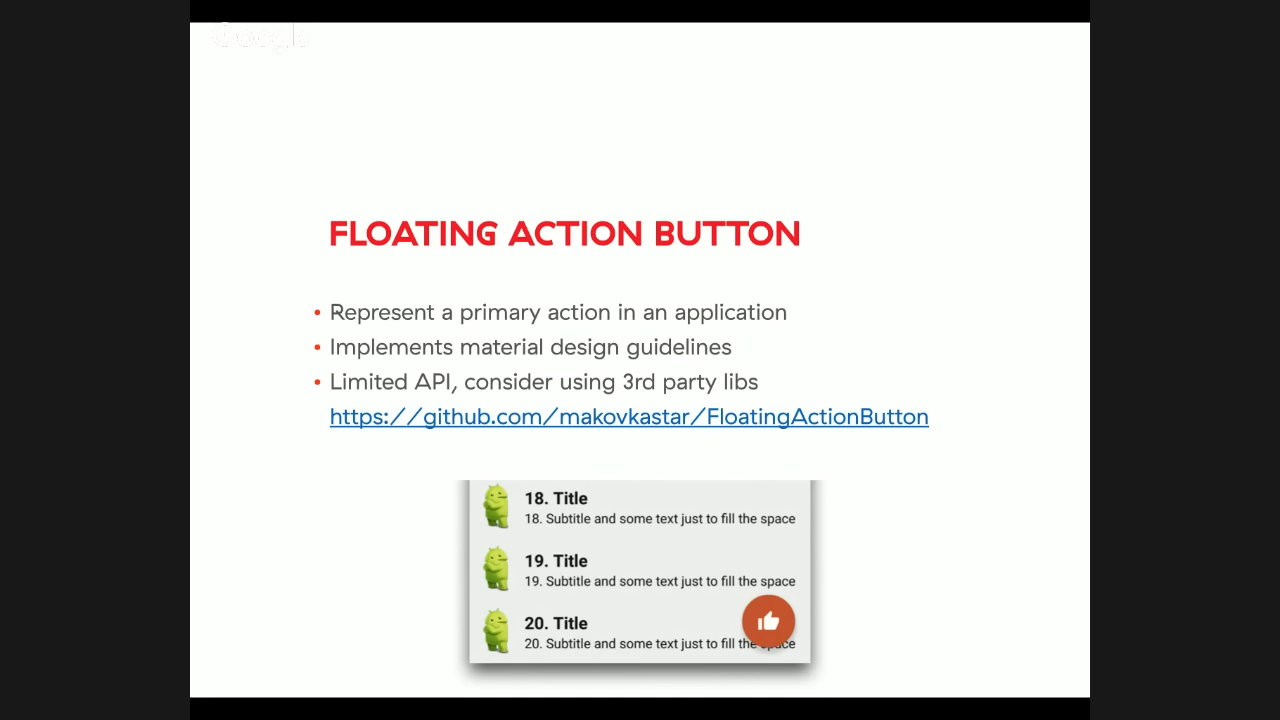 Google
FLOATING ACTION BUTTON
• Represent a primary action in an application
• Implements material design guidelines
• Limited API, consider using 3rd party libs
https://github.com/makovkastar/FloatingActionButton
18. Title
18. Subtitle and some text just to fill the space
19. Title
19. Subtitle and some text just to fill the space
20. Title
20. Subtitle and some text just to fill the space